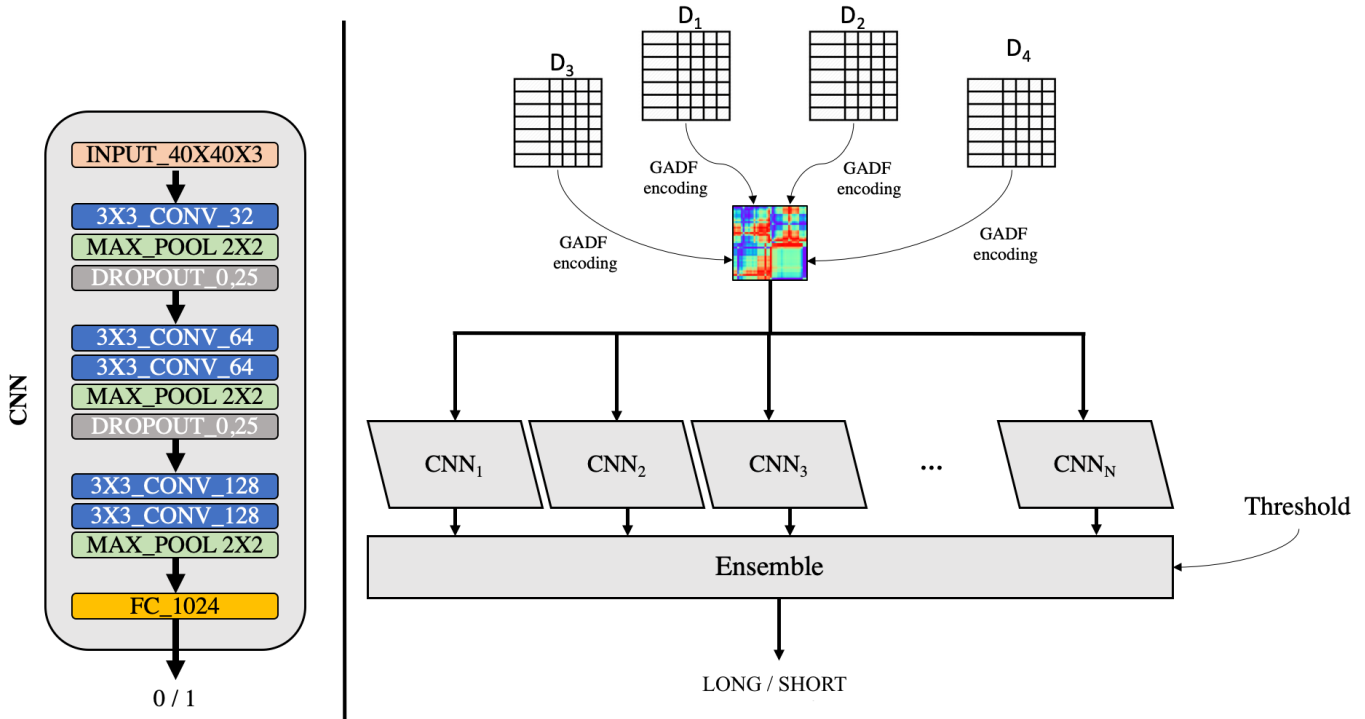 CNN
INPUT_40X40X3
3X3_CONV_32
MAX_POOL 2X2
DROPOUT_0,25
3X3_CONV_64
3X3_CONV_64
MAX_POOL 2X2
DROPOUT_0,25
3X3_CONV_128
3X3_CONV_128
MAX_POOL 2X2
FC_1024
0 / 1
D₃
D₁
D₂
D₄
GADF
encoding
GADF
encoding
GADF
encoding
GADF
encoding
CNN₁
CNN₂
CNN₃
...
CNN_N
Threshold
Ensemble
LONG / SHORT